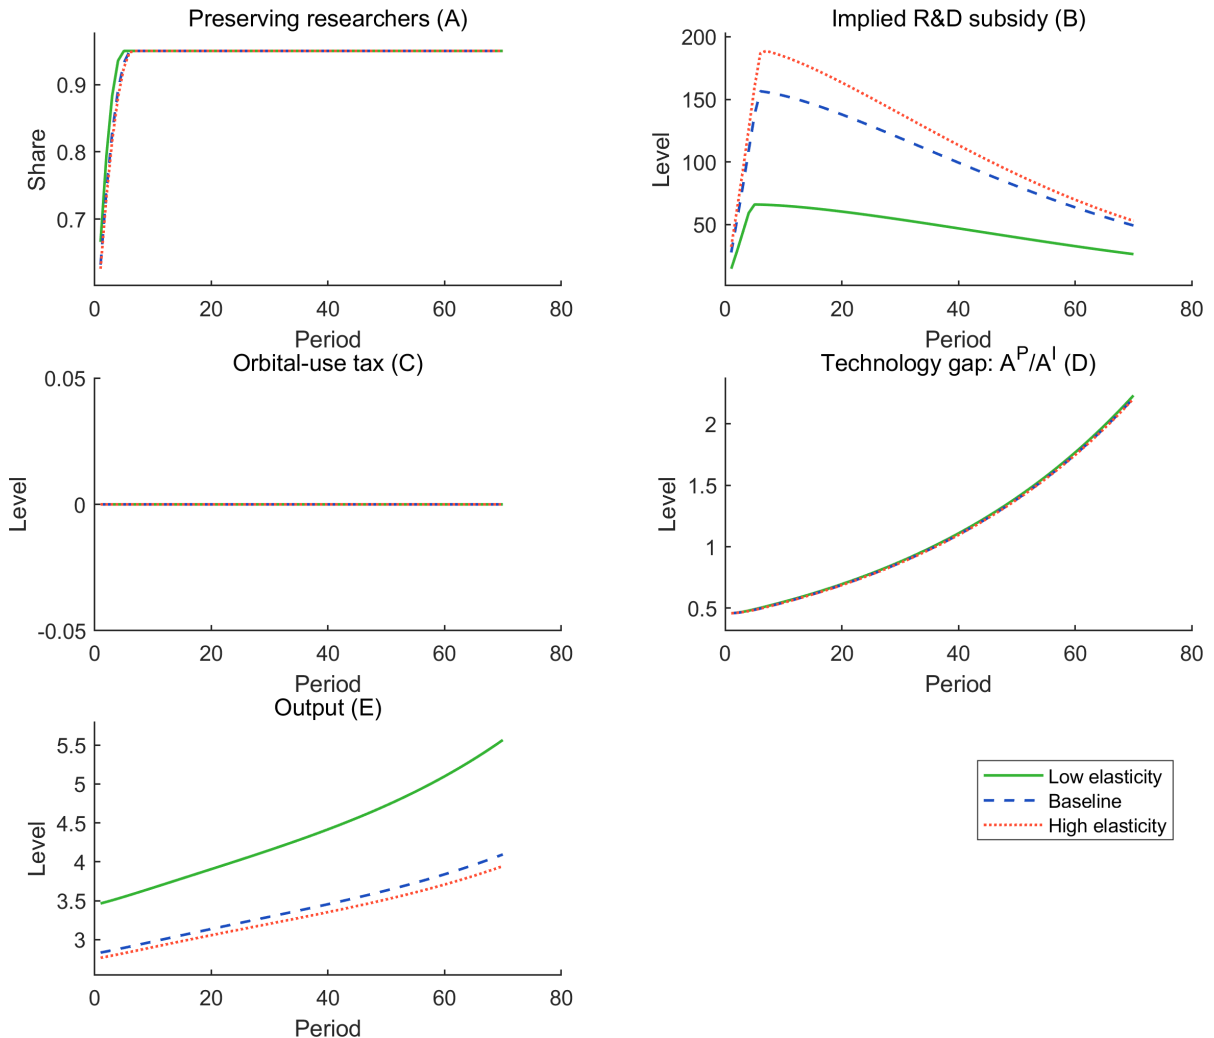 Preserving researchers (A)
Share
0.9
0.8
0.7
0 20 40 60 80
Period
Implied R&D subsidy (B)
Level
200
150
100
50
0 20 40 60 80
Period
Orbital-use tax (C)
Level
0.05
0
-0.05
0 20 40 60 80
Period
Technology gap: A^P/A^I (D)
Level
2
1.5
1
0.5
0 20 40 60 80
Period
Output (E)
Level
5.5
5
4.5
4
3.5
3
0 20 40 60 80
Period
Low elasticity
Baseline
High elasticity